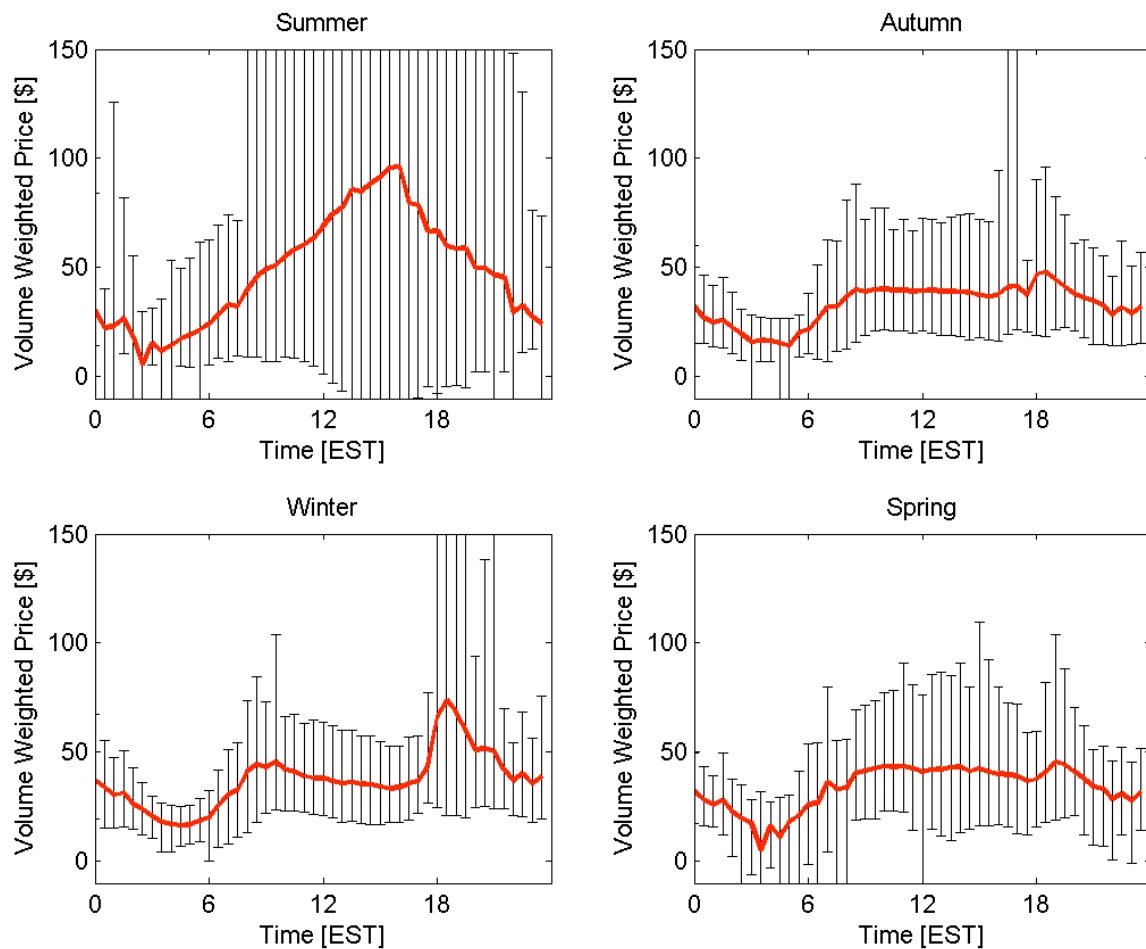 Summer
Volume Weighted Price [$]
150
100
50
0
0 6 12 18
Time [EST]
Autumn
Volume Weighted Price [$]
150
100
50
0
0 6 12 18
Time [EST]
Winter
Volume Weighted Price [$]
150
100
50
0
0 6 12 18
Time [EST]
Spring
Volume Weighted Price [$]
150
100
50
0
0 6 12 18
Time [EST]